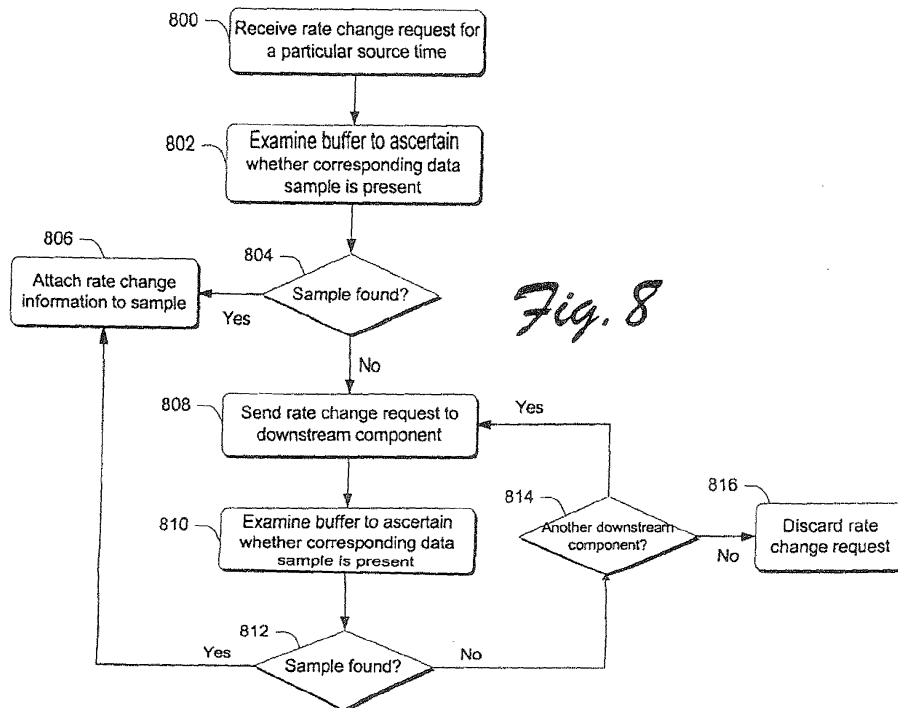 800
Receive rate change request for
a particular source time
802
Examine buffer to ascertain
whether corresponding data
sample is present
804
Sample found?
806
Attach rate change
information to sample
Yes
Fig. 8
No
808
Send rate change request to
downstream component
Yes
810
Examine buffer to ascertain
whether corresponding data
sample is present
814
Another downstream
component?
816
Discard rate
change request
No
812
Sample found?
Yes
No